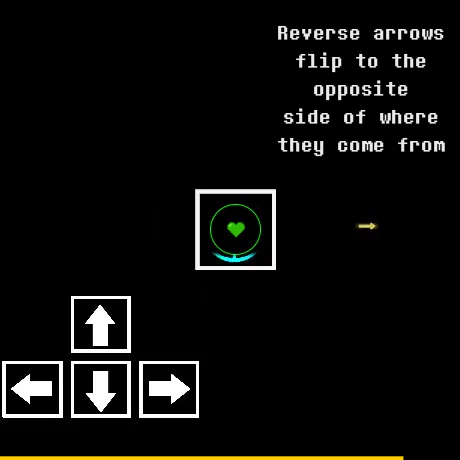 Reverse arrows
flip to the
opposite
side of where
they come from